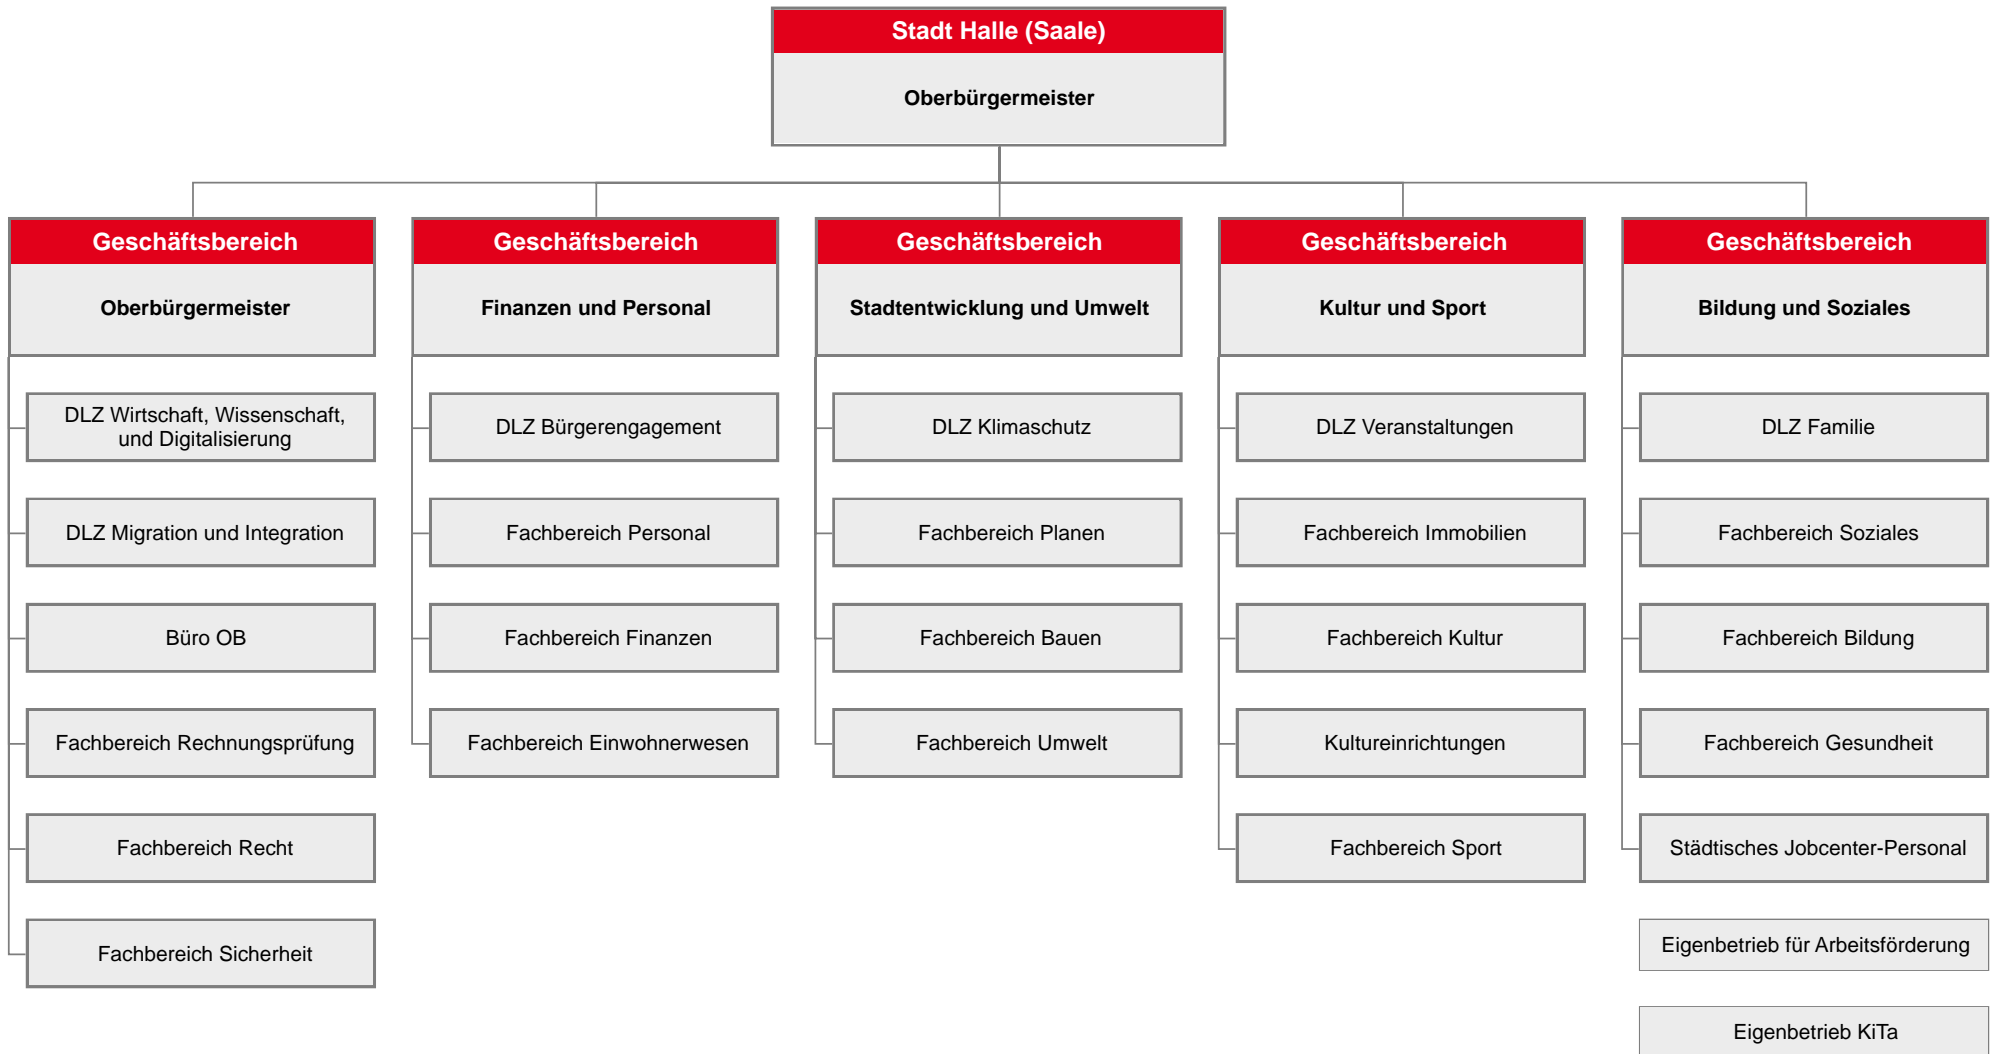 Stadt Halle (Saale)
Oberbürgermeister
Geschäftsbereich
Oberbürgermeister
DLZ Wirtschaft, Wissenschaft,
und Digitalisierung
DLZ Migration und Integration
Büro OB
Fachbereich Rechnungsprüfung
Fachbereich Recht
Fachbereich Sicherheit
Geschäftsbereich
Finanzen und Personal
DLZ Bürgerengagement
Fachbereich Personal
Fachbereich Finanzen
Fachbereich Einwohnerwesen
Geschäftsbereich
Stadtentwicklung und Umwelt
DLZ Klimaschutz
Fachbereich Planen
Fachbereich Bauen
Fachbereich Umwelt
Geschäftsbereich
Kultur und Sport
DLZ Veranstaltungen
Fachbereich Immobilien
Fachbereich Kultur
Kultureinrichtungen
Fachbereich Sport
Geschäftsbereich
Bildung und Soziales
DLZ Familie
Fachbereich Soziales
Fachbereich Bildung
Fachbereich Gesundheit
Städtisches Jobcenter-Personal
Eigenbetrieb für Arbeitsförderung
Eigenbetrieb KiTa